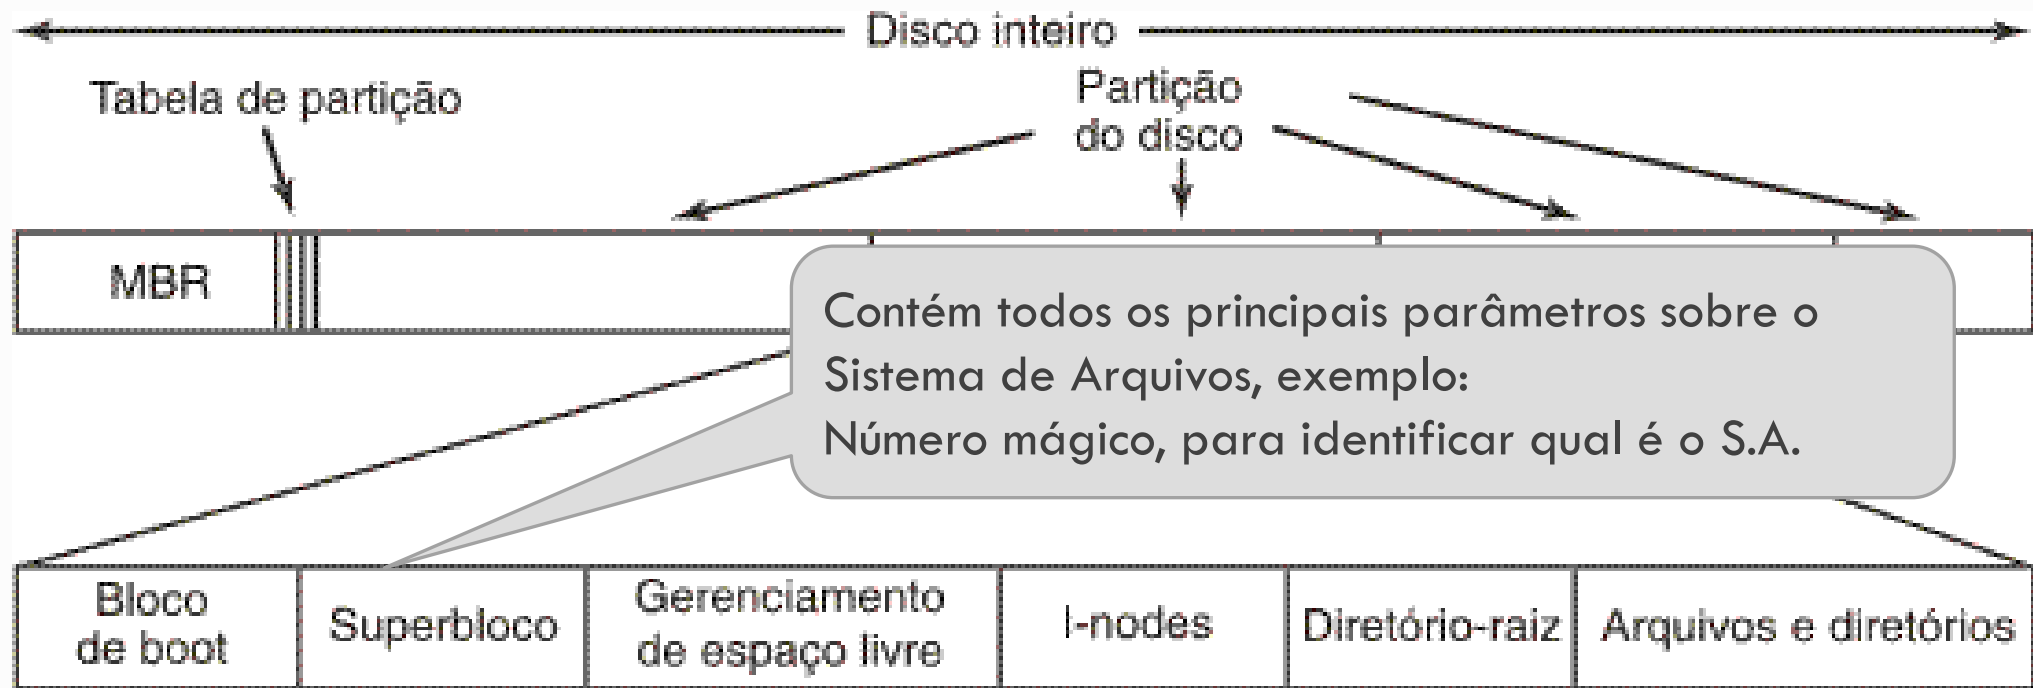 Disco inteiro
Tabela de partição
Partição
do disco
MBR
Contém todos os principais parâmetros sobre o
Sistema de Arquivos, exemplo:
Número mágico, para identificar qual é o S.A.
Bloco
de boot
Superbloco
Gerenciamento
de espaço livre
I-nodes
Diretório-raiz
Arquivos e diretórios